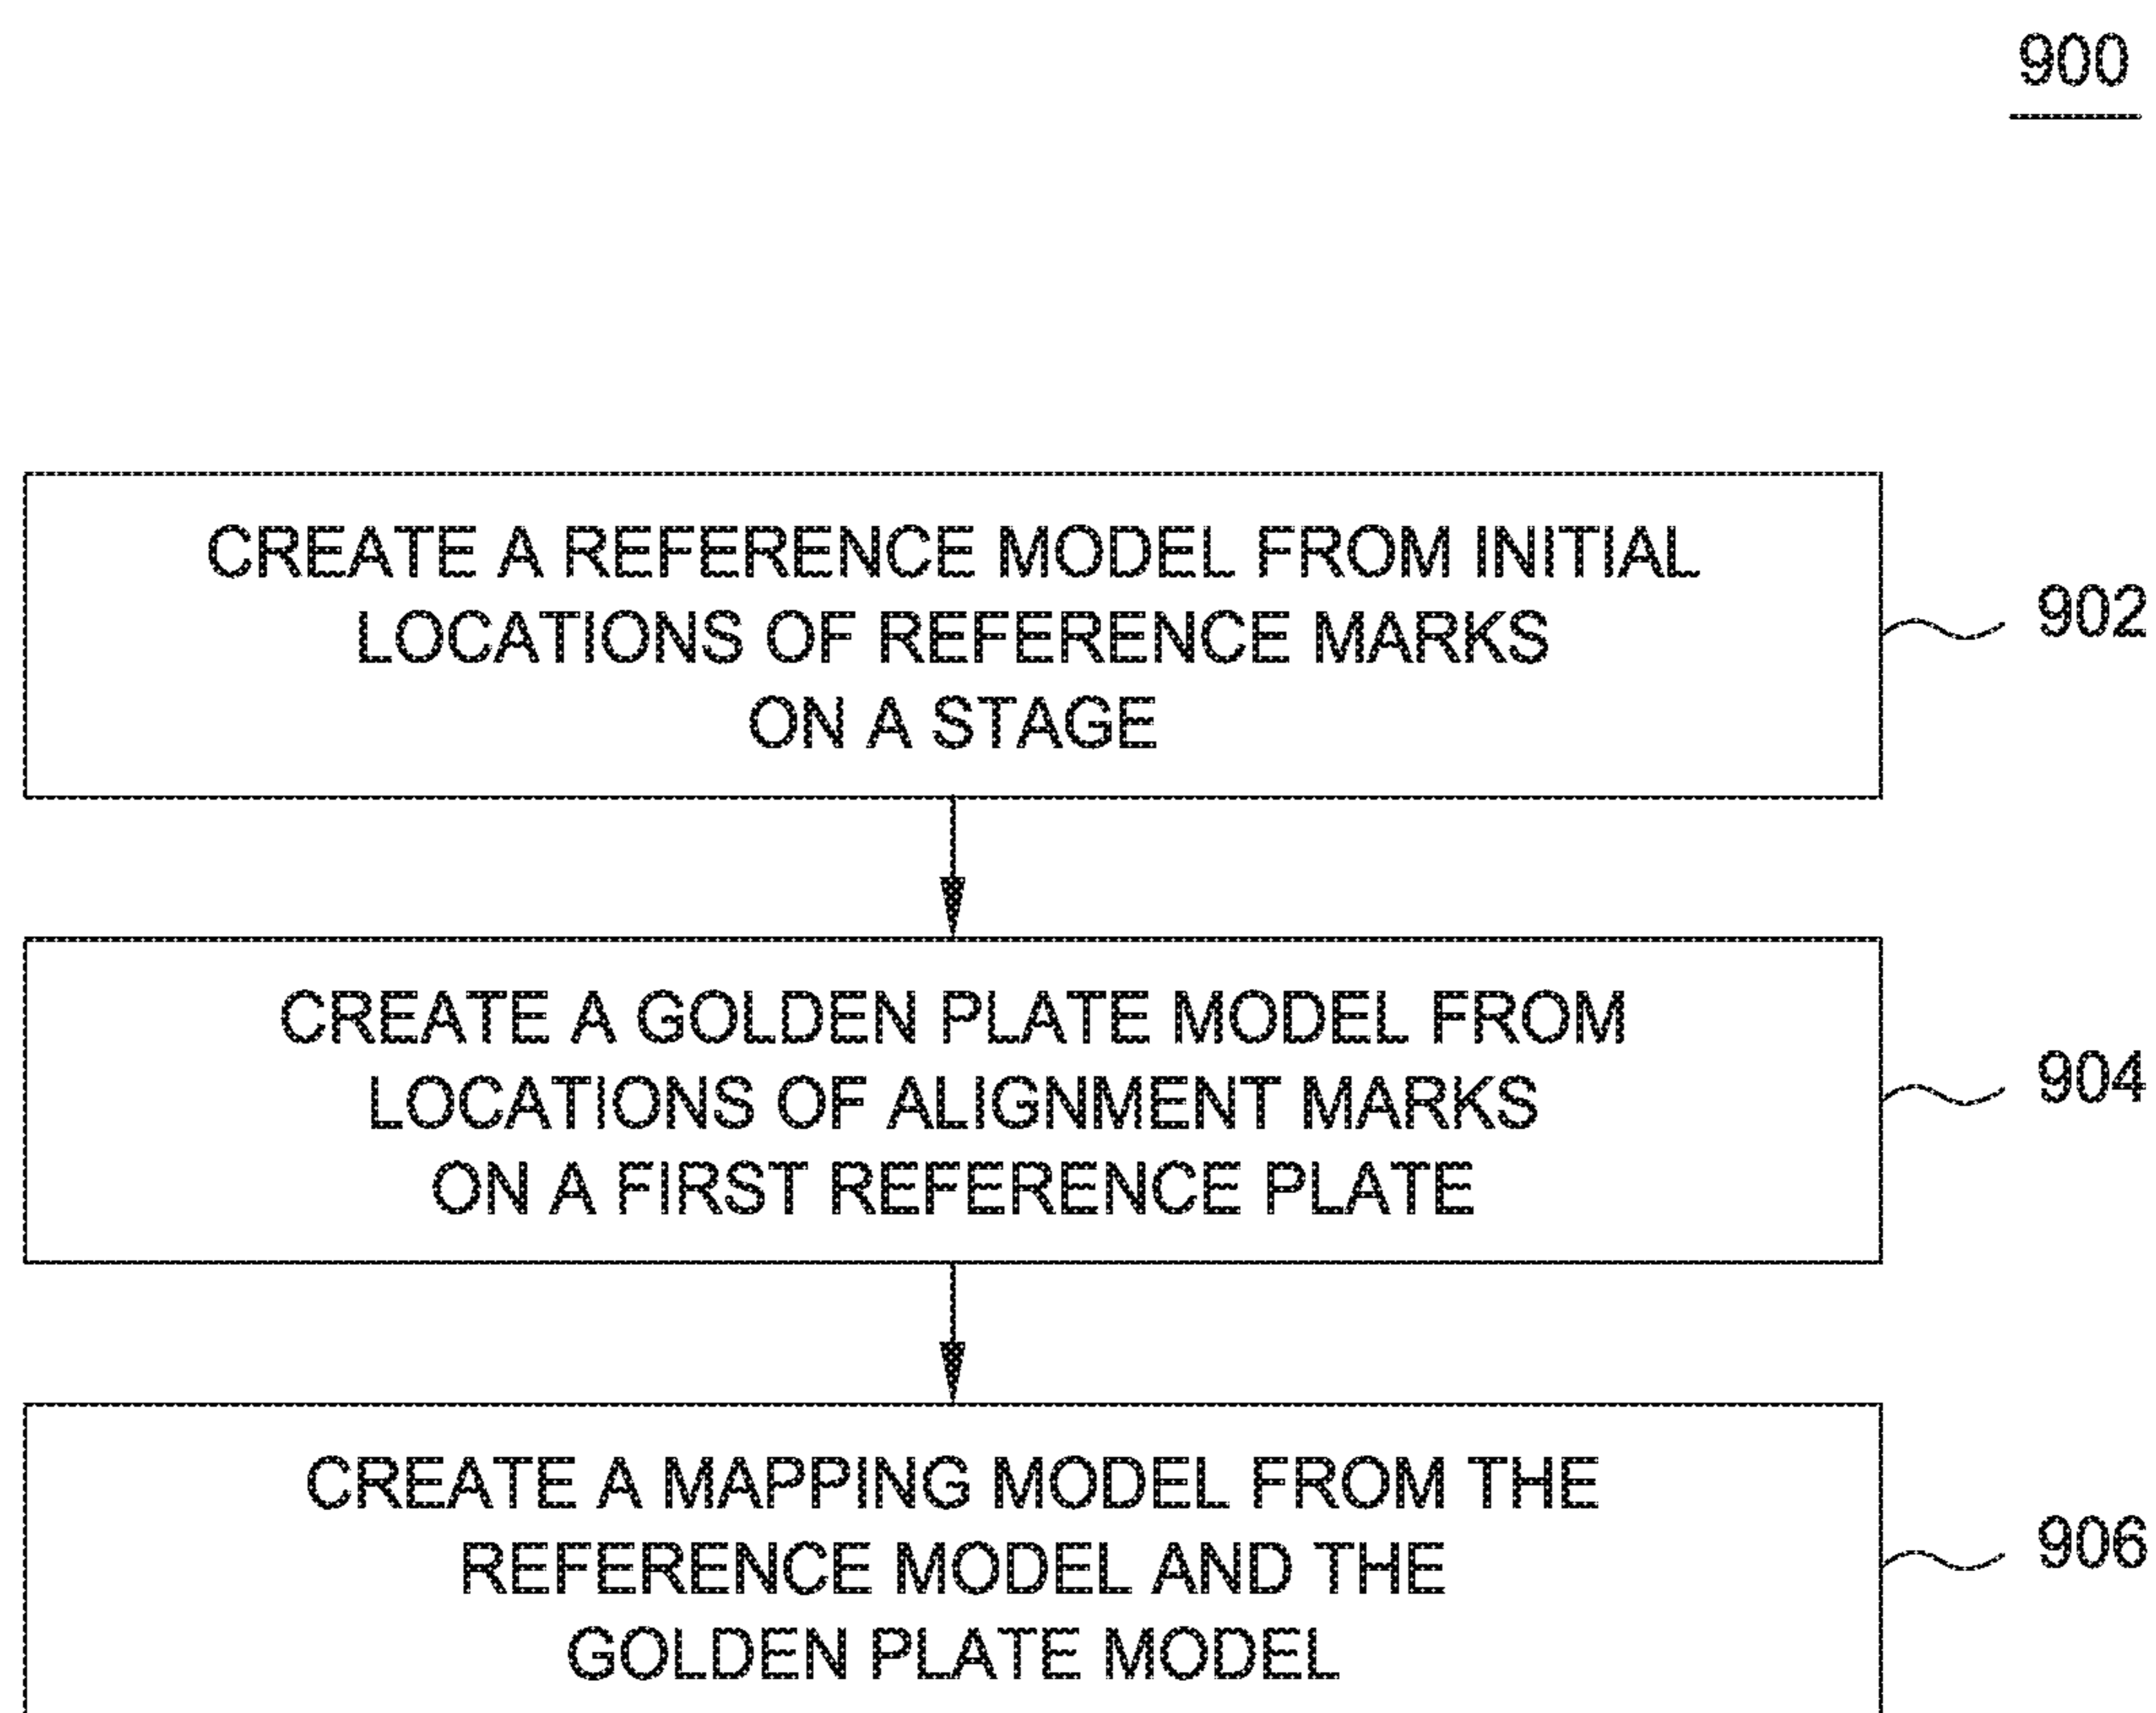 900
CREATE A REFERENCE MODEL FROM INITIAL
LOCATIONS OF REFERENCE MARKS
ON A STAGE
902
CREATE A GOLDEN PLATE MODEL FROM
LOCATIONS OF ALIGNMENT MARKS
ON A FIRST REFERENCE PLATE
904
CREATE A MAPPING MODEL FROM THE
REFERENCE MODEL AND THE
GOLDEN PLATE MODEL
906